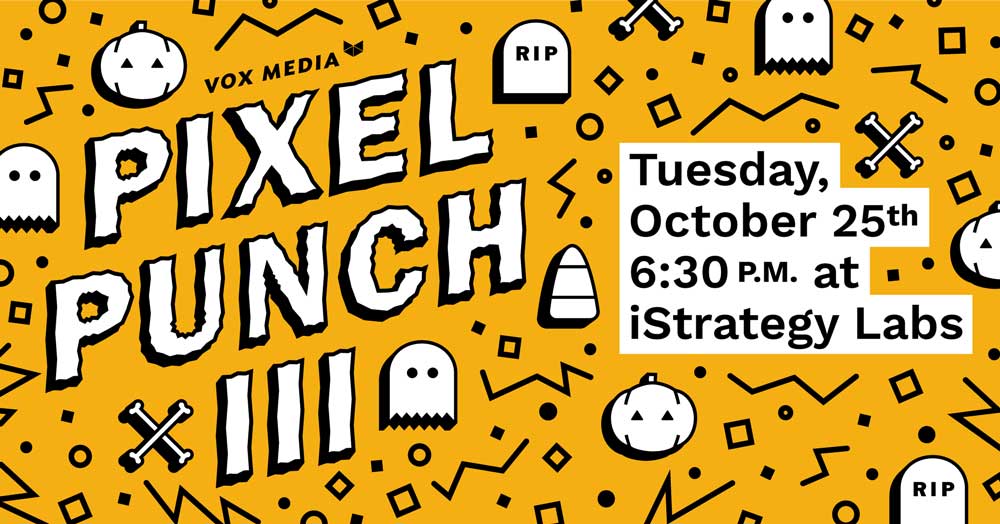 VOX MEDIA
PIXEL
PUNCH
III
RIP
Tuesday,
October 25th
6:30 P.M. at
iStrategy Labs
RIP